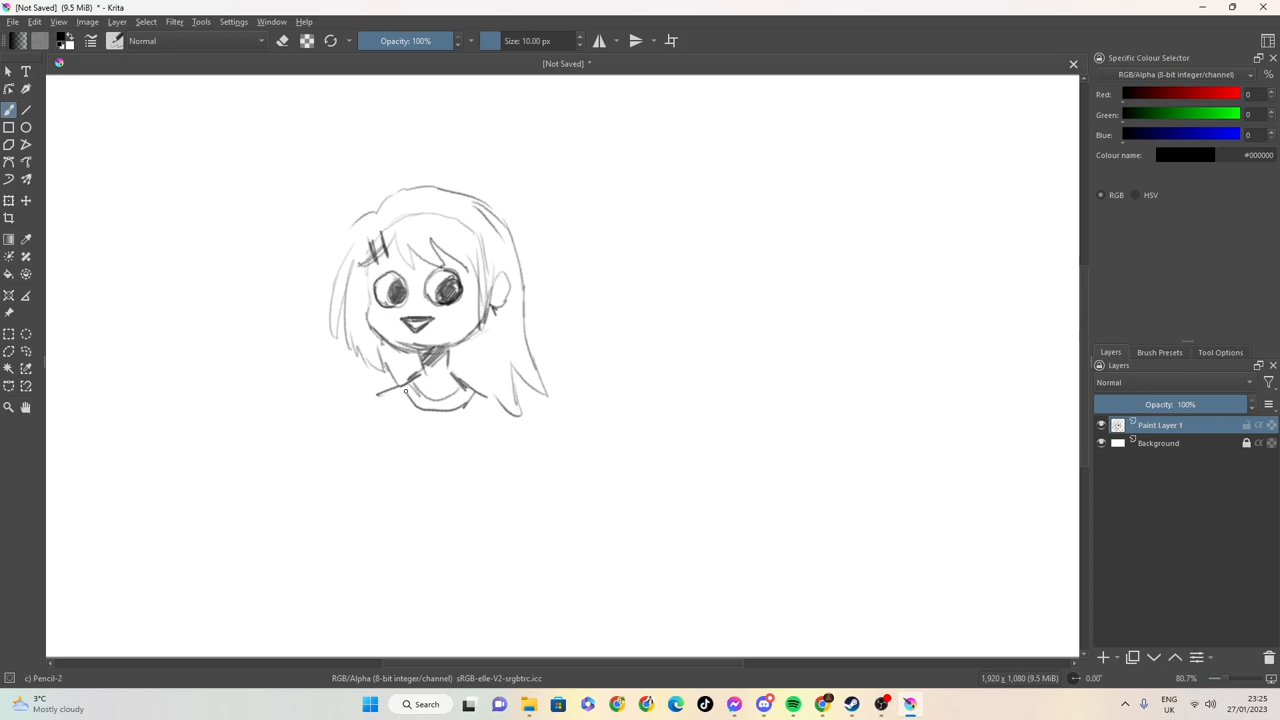 [Not Saved] (9.5 MiB) * - Krita
File Edit View Image Layer Select Filter Tools Settings Window Help
Normal Opacity: 100% Size: 10.00 px
[Not Saved] *
Specific Colour Selector
RGB/Alpha (8-bit integer/channel) %
Red: 0
Green: 0
Blue: 0
Colour name: #000000
RGB HSV
Layers Brush Presets Tool Options
Layers
Normal
Opacity: 100%
Paint Layer 1
Background
c) Pencil-2 RGB/Alpha (8-bit integer/channel) sRGB-elle-V2-srgbtrc.icc 1,920 x 1,080 (9.5 MiB) 0.00° 80.7%
3°C
Mostly cloudy
Search
ENG
UK
23:25
27/01/2023